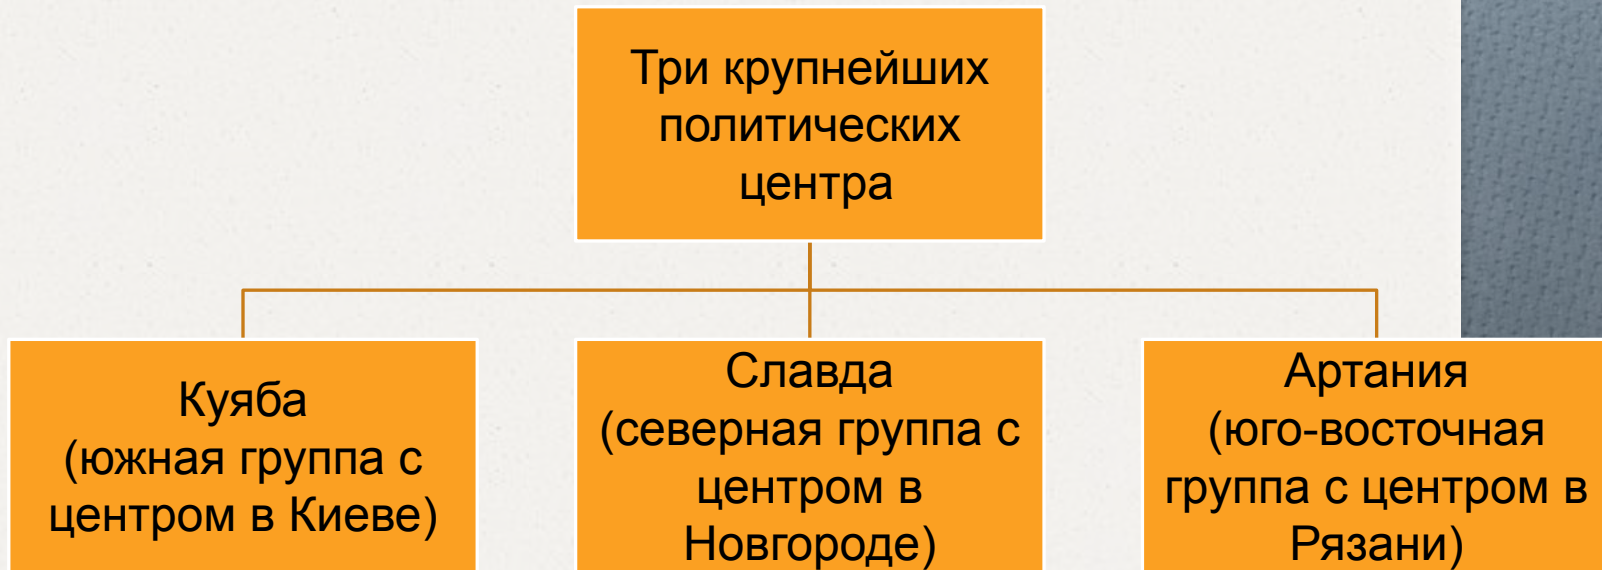 Три крупнейших
политических
центра
Куяба
(южная группа с
центром в Киеве)
Славда
(северная группа с
центром в
Новгороде)
Артания
(юго-восточная
группа с центром в
Рязани)